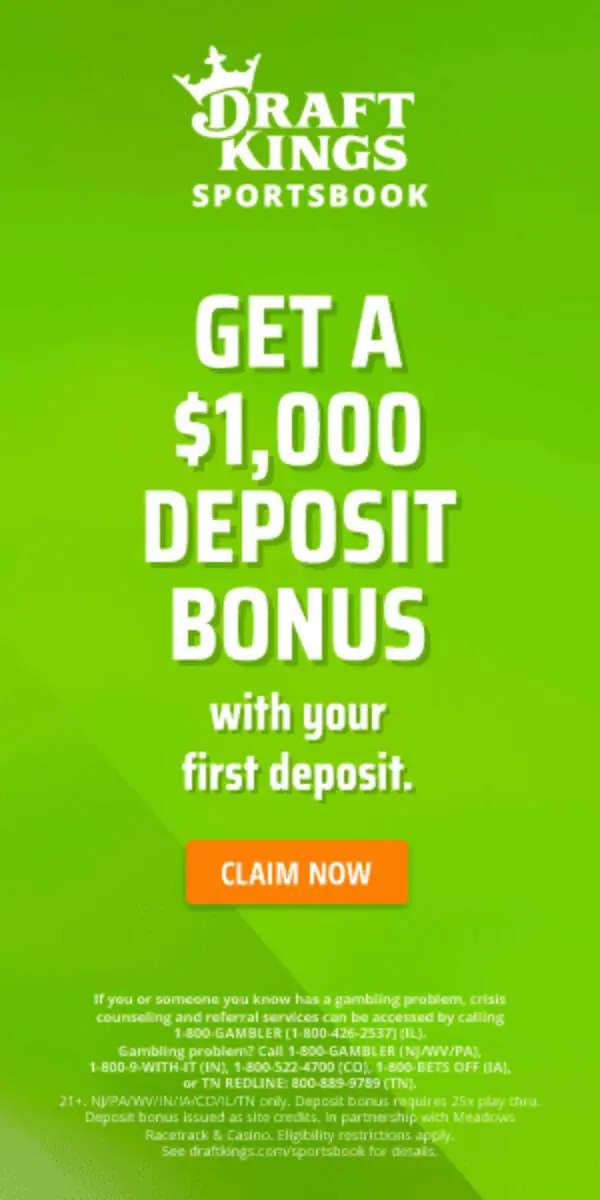 DRAFT
KINGS
SPORTSBOOK
GET A
$1,000
DEPOSIT
BONUS
with your
first deposit.
CLAIM NOW
If you or someone you know has a gambling problem, crisis
counseling and referral services can be accessed by calling
1-800-GAMBLER (1-800-426-2537) (IL).
Gambling problem? Call 1-800-GAMBLER (NJ/WV/PA),
1-800-9-WITH-IT (IN), 1-800-522-4700 (CO), 1-800-BETS OFF (IA),
or TN REDLINE: 800-889-9789 (TN).
21+. NJ/PA/WV/IN/IA/CO/IL/TN only. Deposit bonus requires 25x play-thru.
Deposit bonus issued as site credits. In partnership with Meadows
Racetrack & Casino. Eligibility restrictions apply.
See draftkings.com/sportsbook for details.